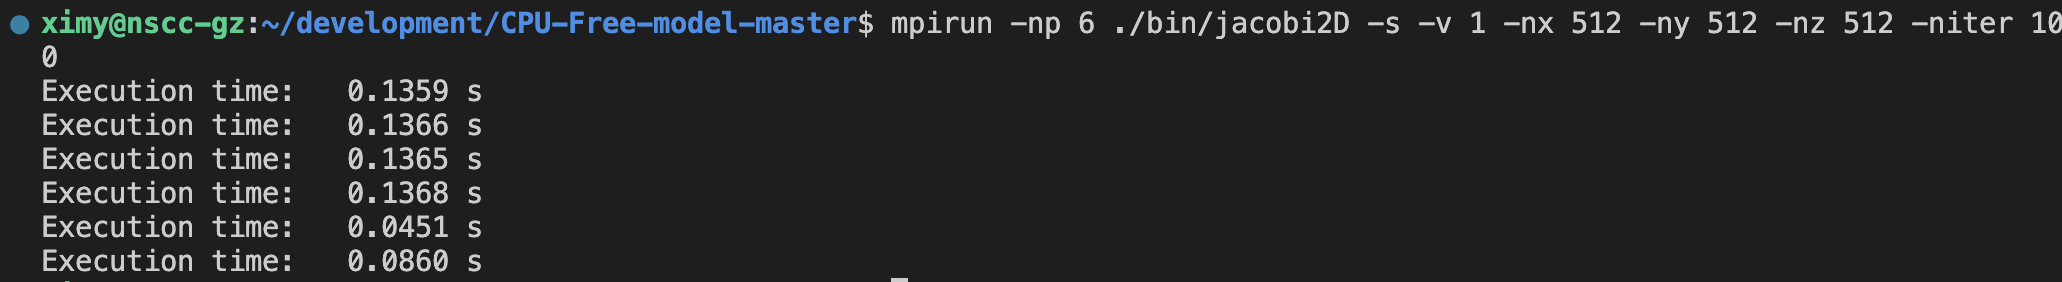 ximy@nscc-gz:~/development/CPU-Free-model-master$ mpirun -np 6 ./bin/jacobi2D -s -v 1 -nx 512 -ny 512 -nz 512 -niter 10
0
Execution time:   0.1359 s
Execution time:   0.1366 s
Execution time:   0.1365 s
Execution time:   0.1368 s
Execution time:   0.0451 s
Execution time:   0.0860 s